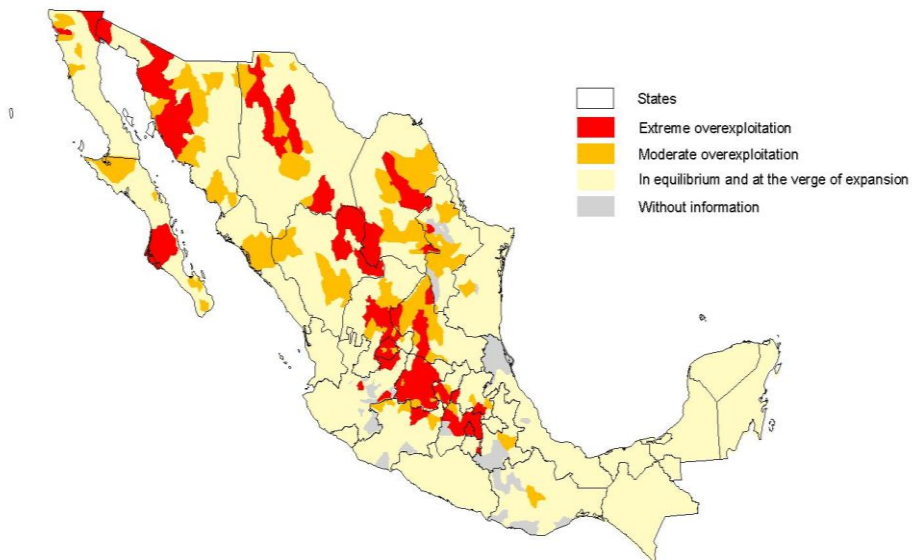 States
Extreme overexploitation
Moderate overexploitation
In equilibrium and at the verge of expansion
Without information